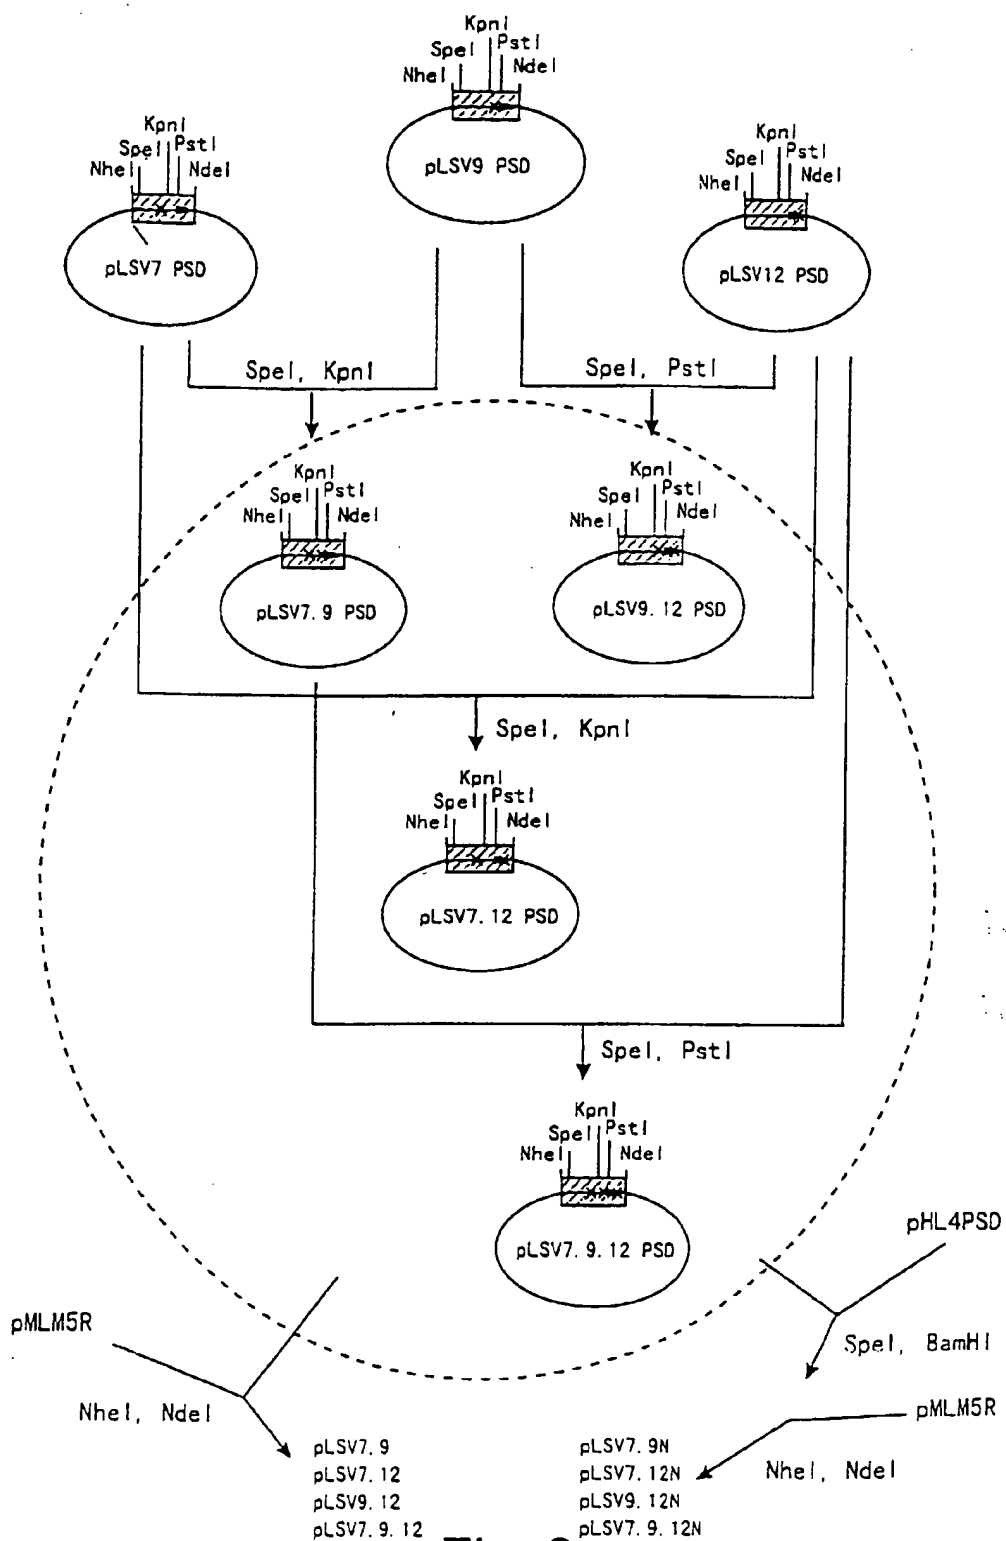 KpnI
SpeI PstI
NheI NdeI
pLSV9 PSD
KpnI
SpeI PstI
NheI NdeI
pLSV7 PSD
KpnI
SpeI PstI
NheI NdeI
pLSV12 PSD
SpeI, KpnI
SpeI, PstI
KpnI
SpeI PstI
NheI NdeI
pLSV7.9 PSD
KpnI
SpeI PstI
NheI NdeI
pLSV9.12 PSD
SpeI, KpnI
KpnI
SpeI PstI
NheI NdeI
pLSV7.12 PSD
SpeI, PstI
KpnI
SpeI PstI
NheI NdeI
pLSV7.9.12 PSD
pHL4PSD
SpeI, BamHI
pMLM5R
NheI, NdeI
pMLM5R
NheI, NdeI
pLSV7.9
pLSV7.12
pLSV9.12
pLSV7.9.12
pLSV7.9N
pLSV7.12N
pLSV9.12N
pLSV7.9.12N